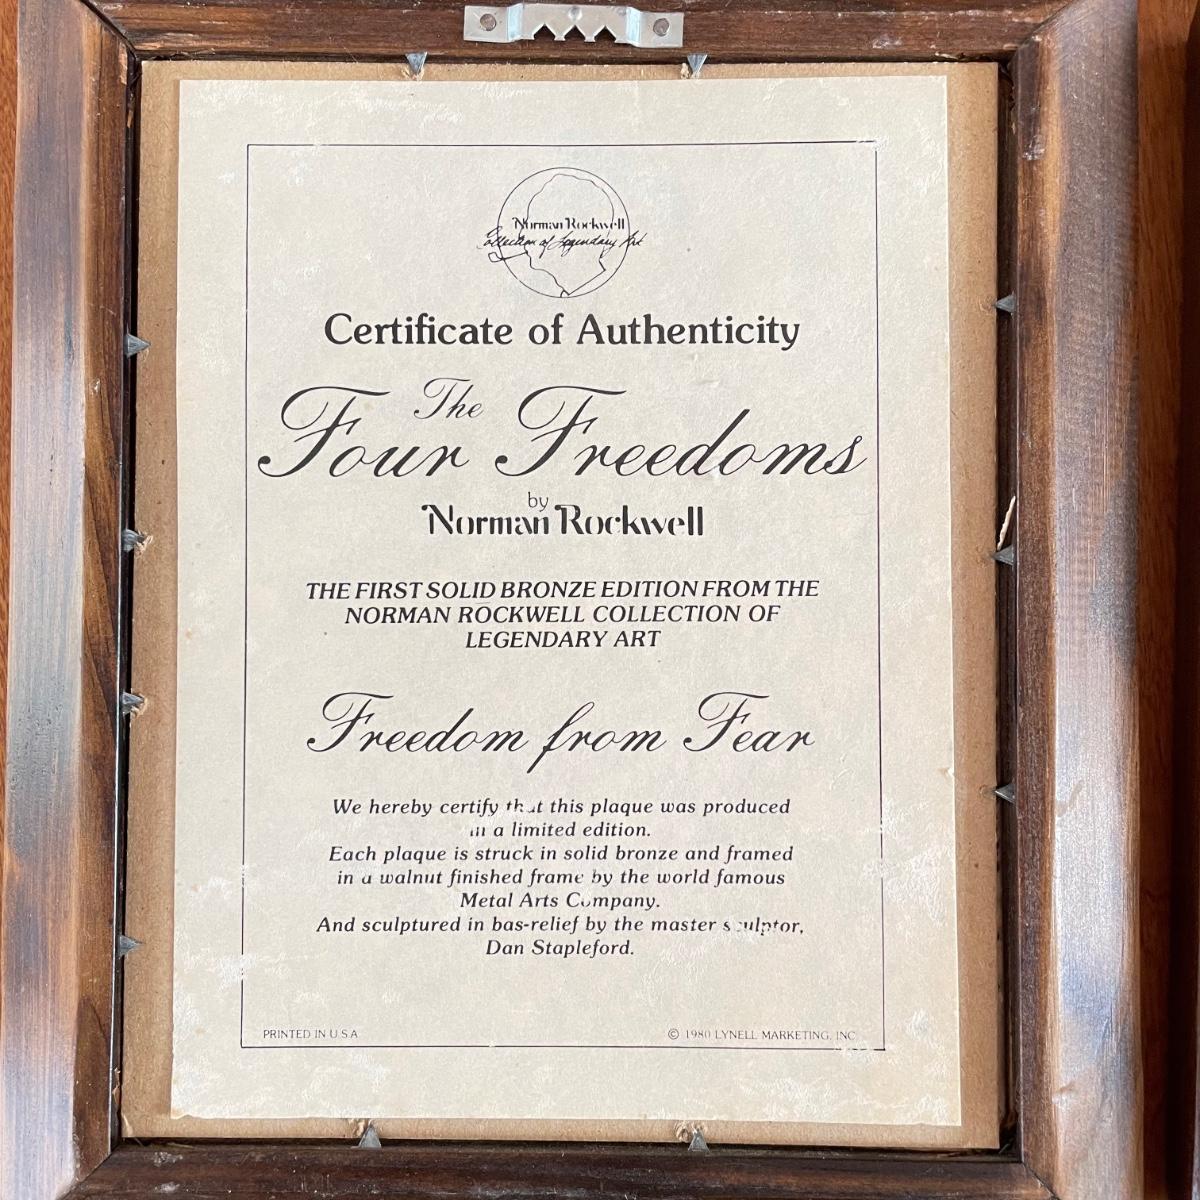 Norman Rockwell
Collection of Legendary Art
Certificate of Authenticity
The
Four Freedoms
by
Norman Rockwell
THE FIRST SOLID BRONZE EDITION FROM THE
NORMAN ROCKWELL COLLECTION OF
LEGENDARY ART
Freedom from Fear
We hereby certify that this plaque was produced
in a limited edition.
Each plaque is struck in solid bronze and framed
in a walnut finished frame by the world famous
Metal Arts Company.
And sculptured in bas-relief by the master sculptor,
Dan Stapleford.
PRINTED IN U.S.A.
© 1980 LYNELL MARKETING, INC.